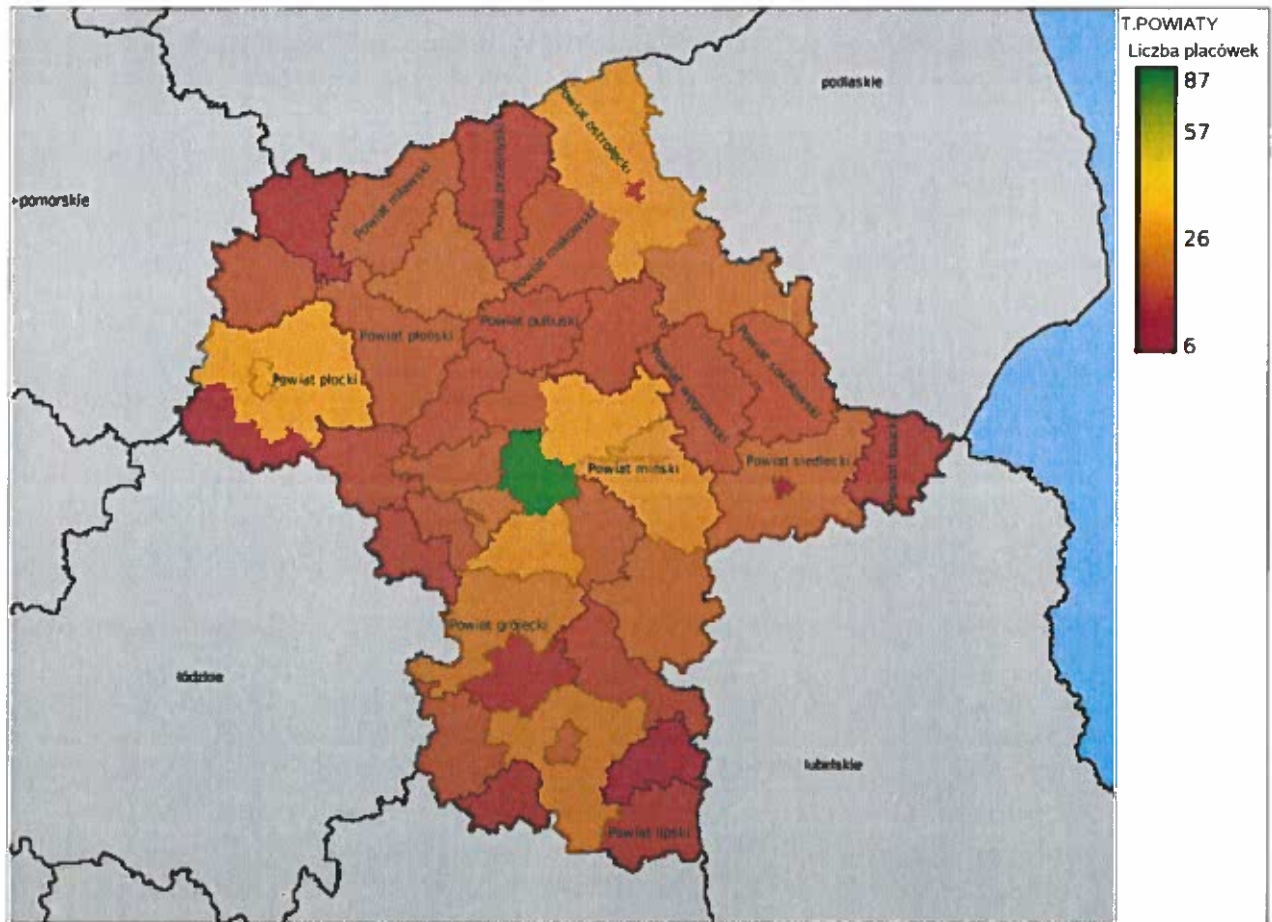 T.POWIATY
Liczba placówek
87
57
26
6
podlaskie
pomorskie
łódzkie
lubelskie
Powiat ostrołęcki
Powiat przasnyski
Powiat mławski
Powiat makowski
Powiat płoński
Powiat pułtuski
Powiat płocki
Powiat węgrowski
Powiat sokołowski
Powiat miński
Powiat siedlecki
Powiat łosicki
Powiat grójecki
Powiat lipski